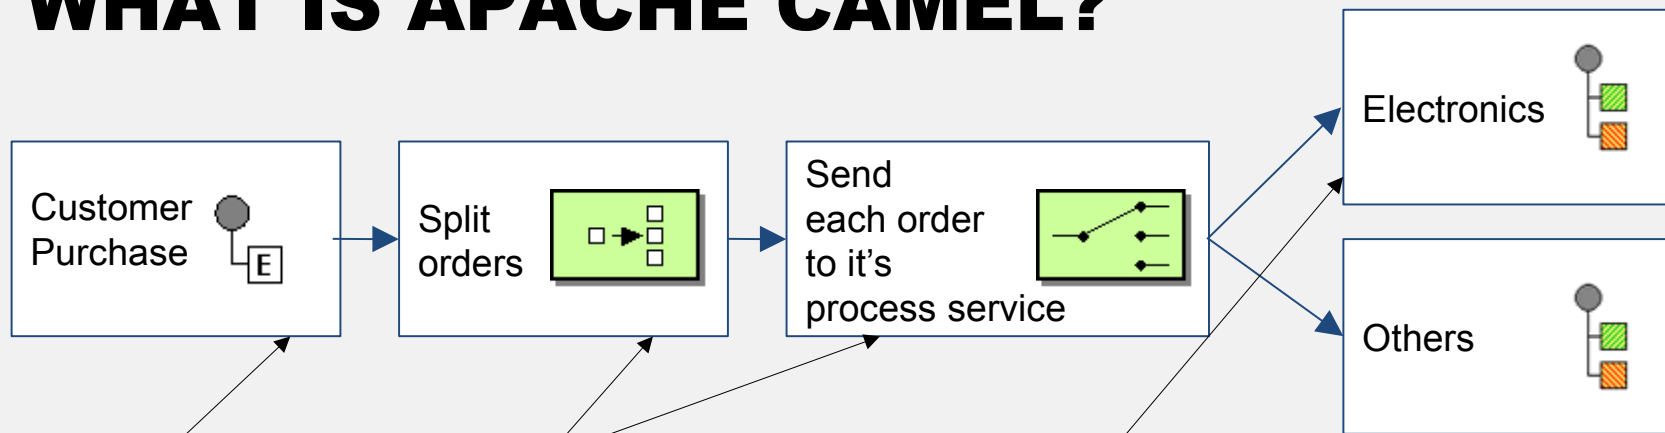 WHAT IS APACHE CAMEL?
Customer
Purchase
E
Split
orders
Send
each order
to it's
process service
Electronics
Others